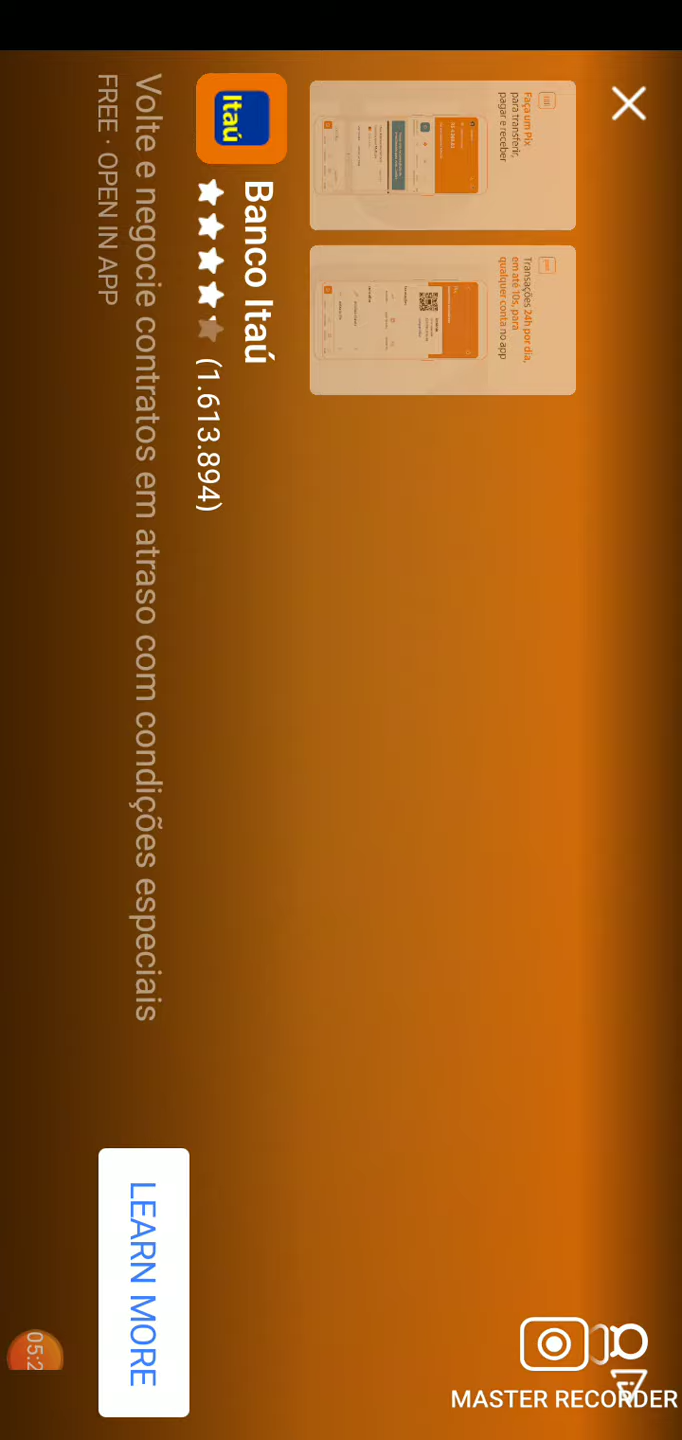 Faça um Pix
para transferir,
pagar e receber
Transações 24h por dia,
em até 10s, para
qualquer conta no app
Itaú
Banco Itaú
(1.613.894)
Volte e negocie contratos em atraso com condições especiais
FREE · OPEN IN APP
LEARN MORE
MASTER RECORDER